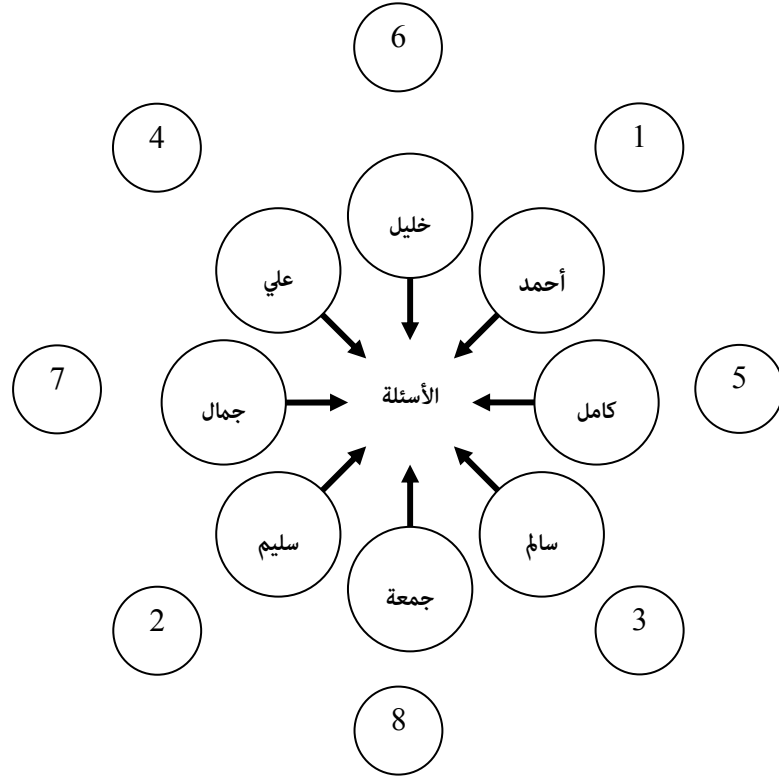 6
4
1
خليل
علي
أحمد
7
جمال
الأسئلة
كامل
5
سليم
سالم
جمعة
2
3
8